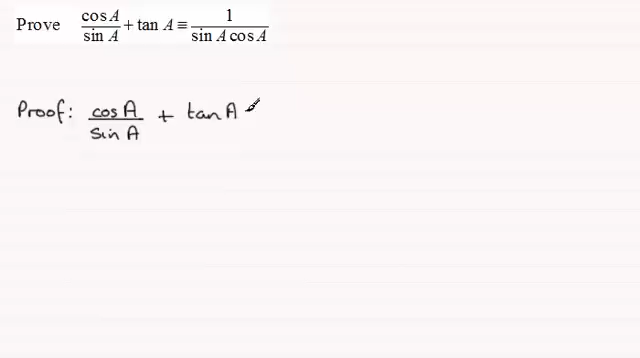 Prove cos A / sin A + tan A ≡ 1 / sin A cos A
Proof: cos A / sin A + tan A